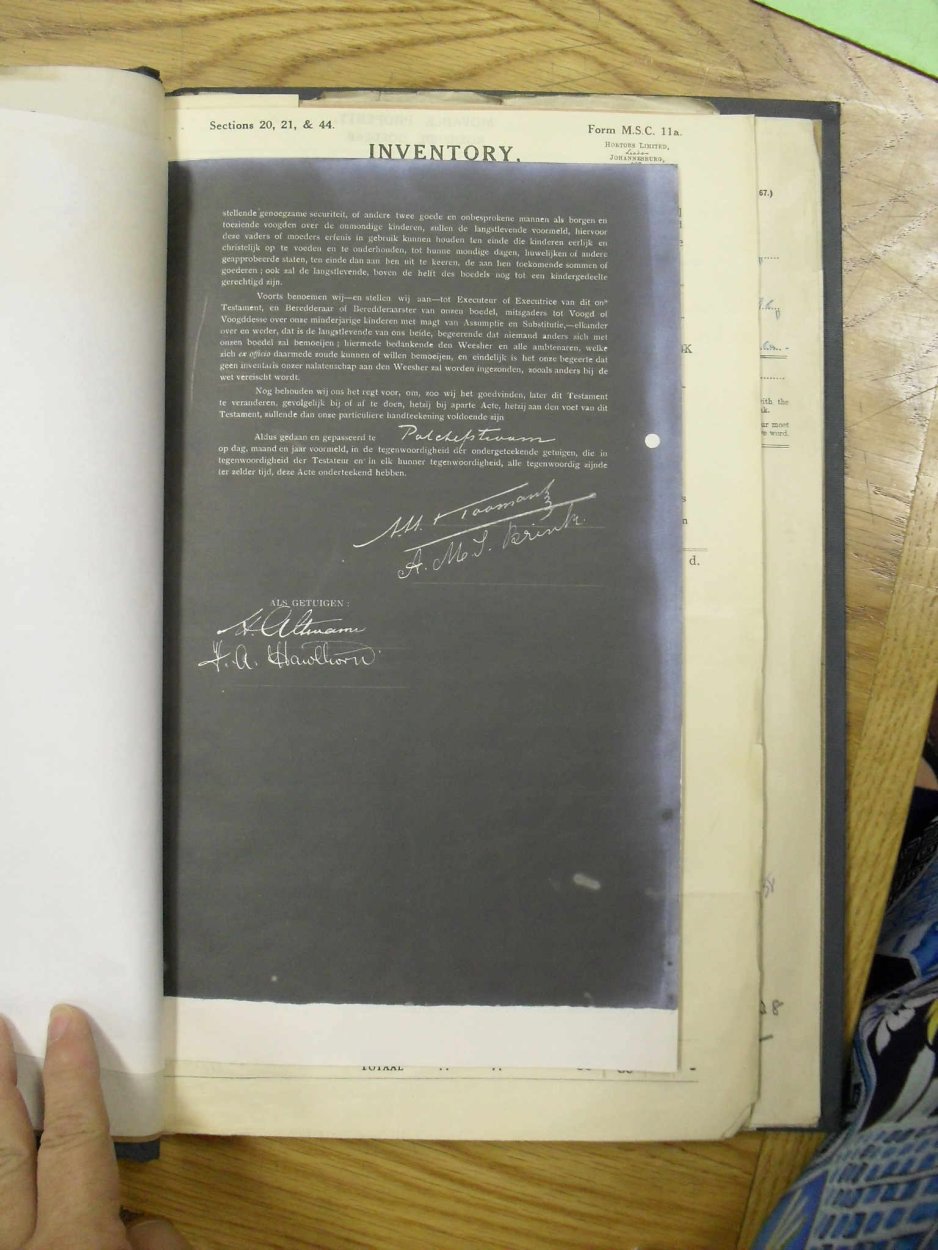 Sections 20, 21, & 44.
Form M.S.C. 11a.
HORTORS LIMITED,
JOHANNESBURG,
INVENTORY.
67.)
stellende genoegzame securiteit, of andere twee goede en onbesprokene mannen als borgen en
toeziende voogden over de onmondige kinderen, zullen de langstlevende voormeld, hiervoor
deze vaders of moeders erfenis in gebruik kunnen houden ten einde die kinderen eerlijk en
christelijk op te voeden en te onderhouden, tot hunne mondige dagen, huwelijken of andere
geapprobeerde staten, ten einde dan aan hen uit te keeren, de aan hen toekomende sommen of
goederen ; ook zal de langstlevende, boven de helft des boedels nog tot een kindergedeelte
gerechtigd zijn.
Voorts benoemen wij—en stellen wij aan—tot Executeur of Executrice van dit ons
Testament, en Beredderaar of Beredderaarster van onzen boedel, mitsgaders tot Voogd of
Voogddesse over onze minderjarige kinderen met magt van Assumptie en Substitutie,—elkander
over en weder, dat is de langstlevende van ons beide, begeerende dat niemand anders zich met
onzen boedel zal bemoeijen ; hiermede bedankende den Weesheer en alle ambtenaren, welke
zich ex officio daarmede zoude kunnen of willen bemoijen, en eindelijk is het onze begeerte dat
geen inventaris onzer nalatenschap aan den Weesheer zal worden ingezonden, zooals anders bij de
wet vereischt wordt.
Nog behouden wij ons het regt voor, om, zoo wij het goedvinden, later dit Testament
te veranderen, gevolgelijk bij of af te doen, hetzij bij aparte Acte, hetzij aan den voet van dit
Testament, zullende dan onze particuliere handteekening voldoende zijn
Aldus gedaan en gepasseerd te Potchefstroom
op dag, maand en jaar voormeld, in de tegenwoordigheid der ondergeteekende getuigen, die in
tegenwoordigheid der Testateur en in elk hunner tegenwoordigheid, alle tegenwoordig zijnde
ter zelder tijd, deze Acte onderteekend hebben.
A. M. S. Brink.
ALS GETUIGEN :
H. Altmann
F. A. Hawthorn
with the
ur meet
e word.
d.
38
28
TOTAAL